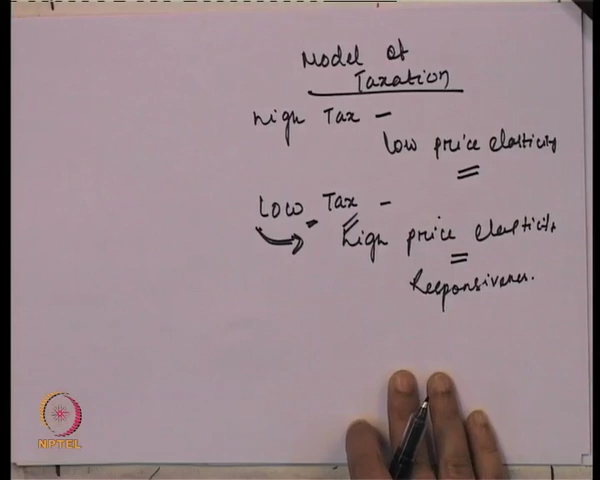 Model of
Taxation
High Tax –
Low price elasticity
Low Tax –
High price elasticity
Responsiveness.
NPTEL